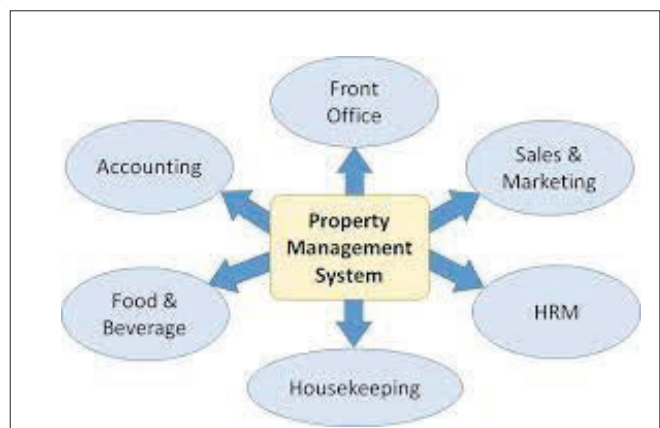 Front
Office
Accounting
Sales &
Marketing
Property
Management
System
Food &
Beverage
HRM
Housekeeping